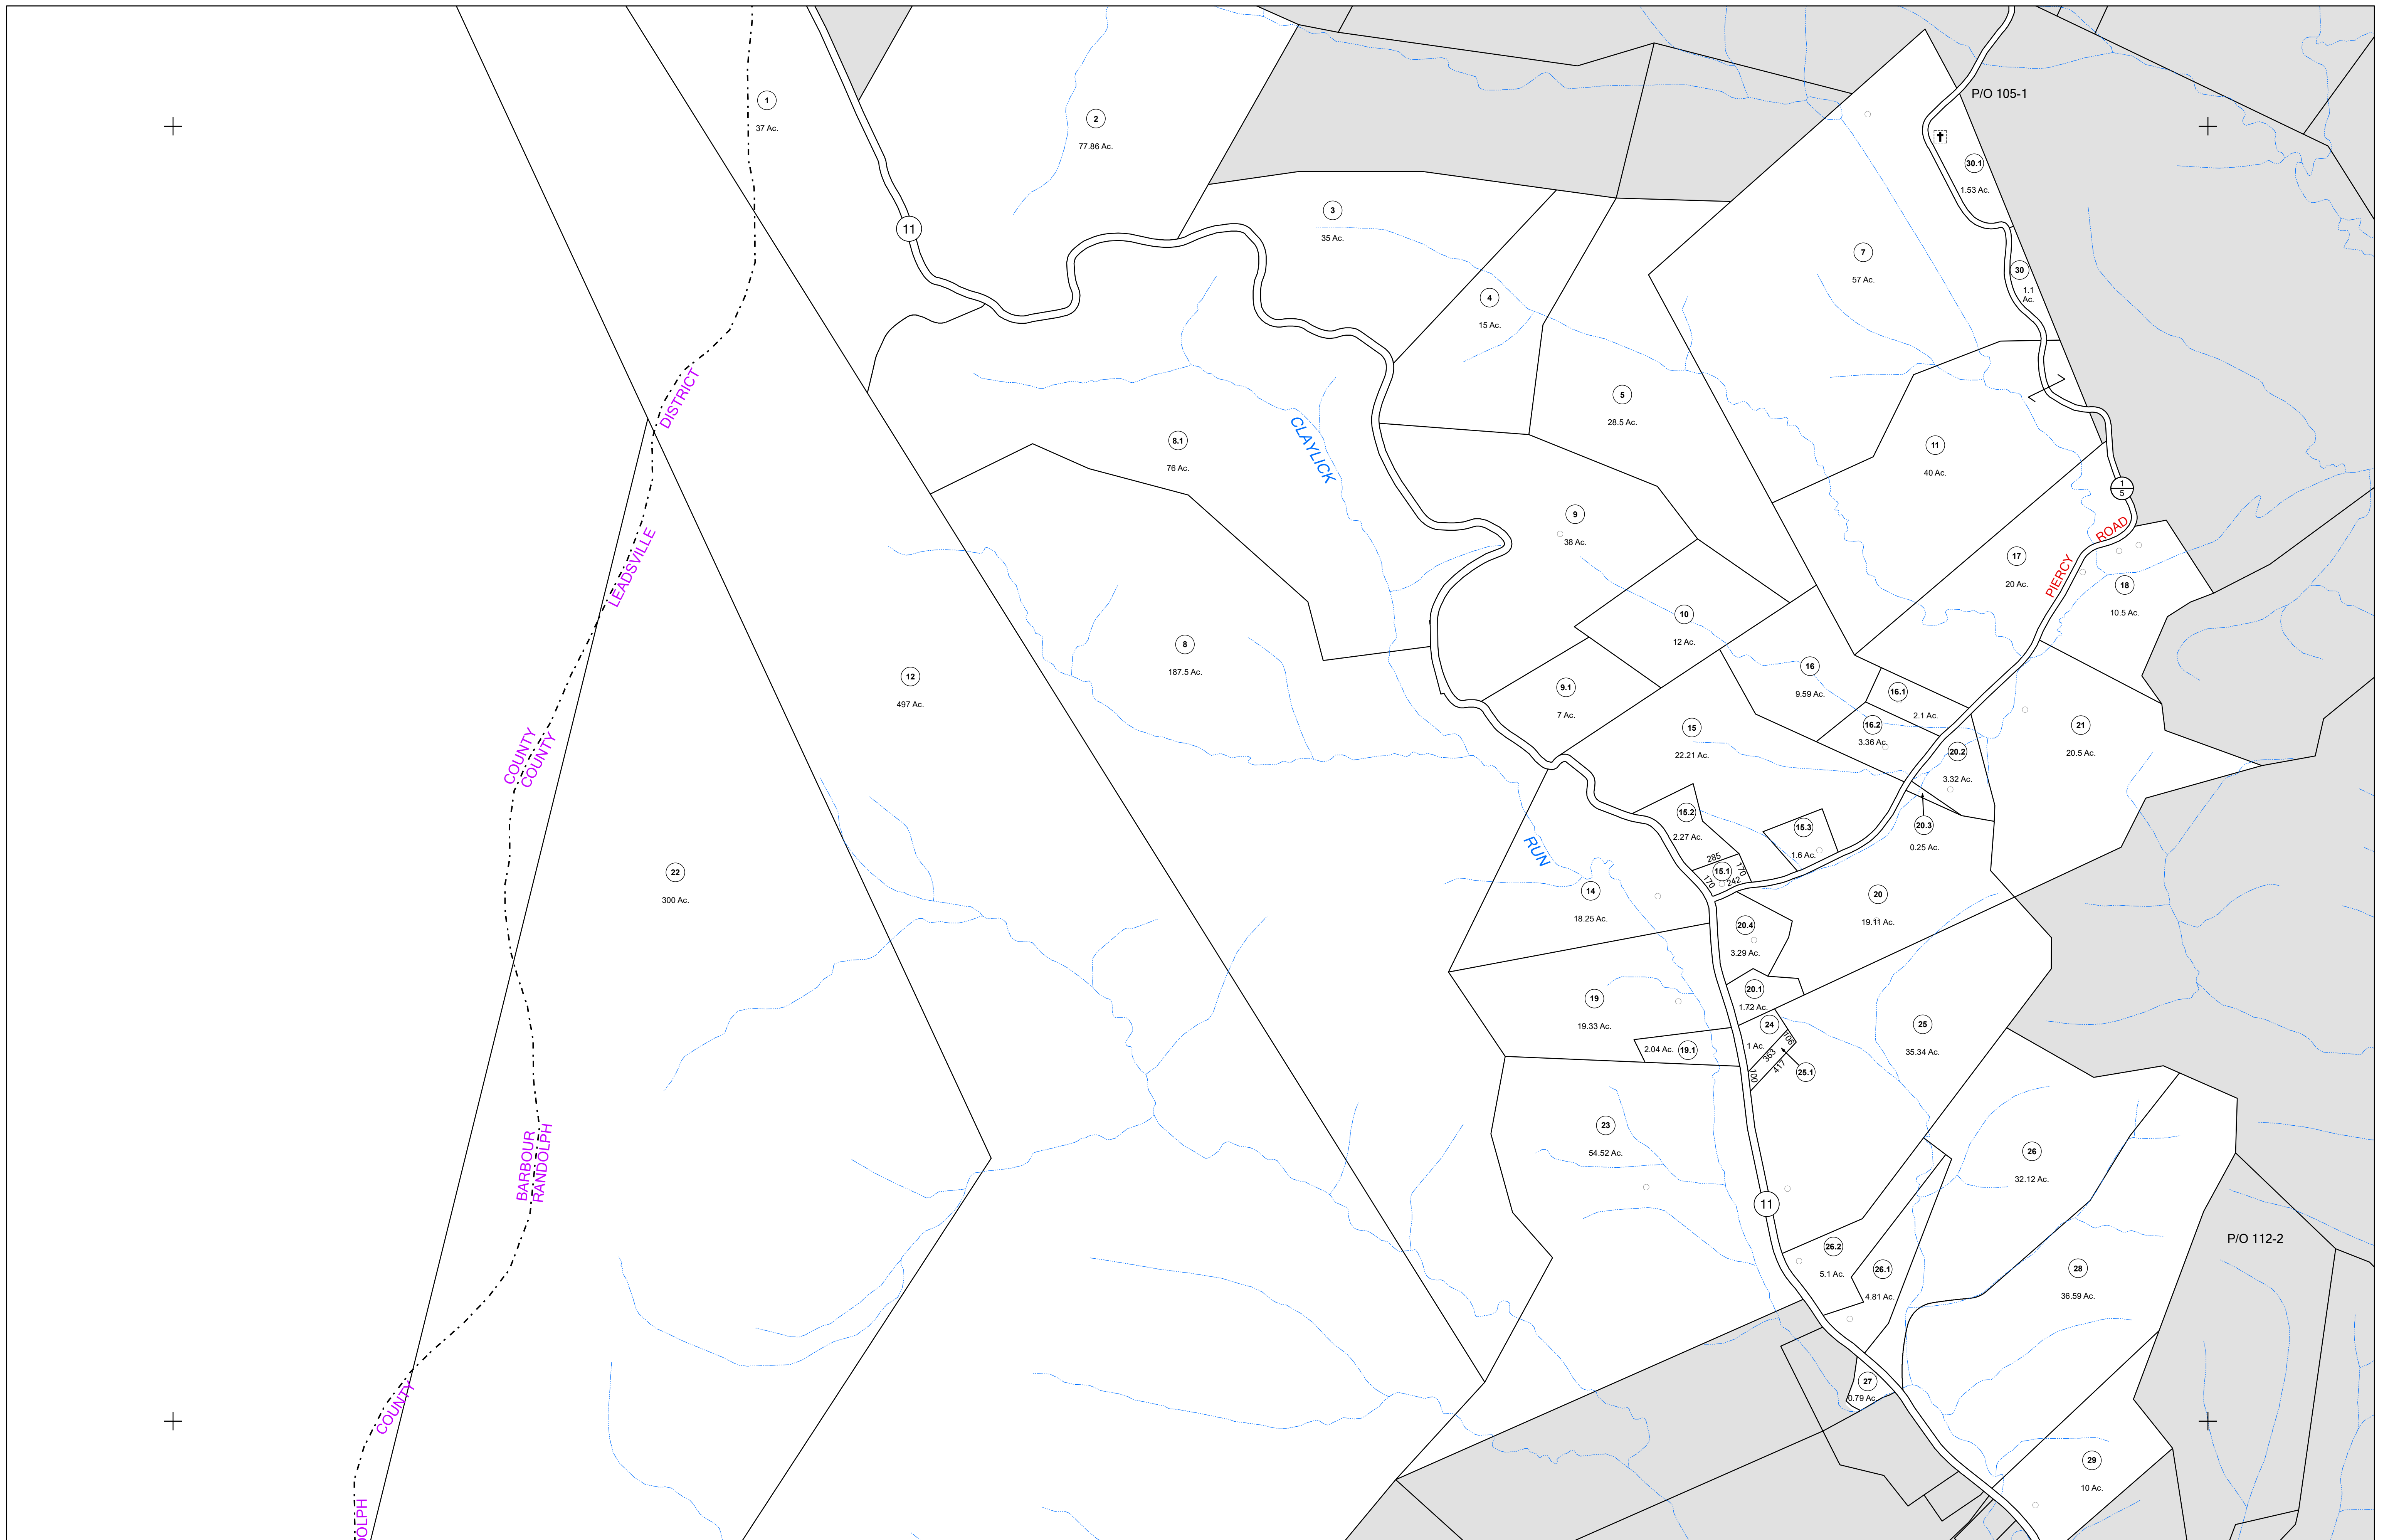 1
37 Ac.
2
77.86 Ac.
P/O 105-1
30.1
1.53 Ac.
11
3
35 Ac.
7
57 Ac.
30
1.1
Ac.
4
15 Ac.
DISTRICT
5
28.5 Ac.
8.1
76 Ac.
CLAYLICK
11
40 Ac.
1
5
9
38 Ac.
LEADSVILLE
PIERCY
ROAD
17
20 Ac.
18
10.5 Ac.
10
12 Ac.
8
187.5 Ac.
12
497 Ac.
9.1
7 Ac.
16
9.59 Ac.
16.1
2.1 Ac.
16.2
3.36 Ac.
15
22.21 Ac.
21
20.5 Ac.
20.2
3.32 Ac.
COUNTY
COUNTY
15.2
2.27 Ac.
15.3
1.6 Ac.
20.3
0.25 Ac.
RUN
285
170
15.1
170
242
22
300 Ac.
14
18.25 Ac.
20
19.11 Ac.
20.4
3.29 Ac.
19
19.33 Ac.
20.1
1.72 Ac.
24
1 Ac.
106
363
417
100
25.1
25
35.34 Ac.
2.04 Ac.
19.1
23
54.52 Ac.
BARBOUR
RANDOLPH
26
32.12 Ac.
11
26.2
5.1 Ac.
26.1
4.81 Ac.
P/O 112-2
28
36.59 Ac.
27
0.79 Ac.
COUNTY
29
10 Ac.
DOLPH